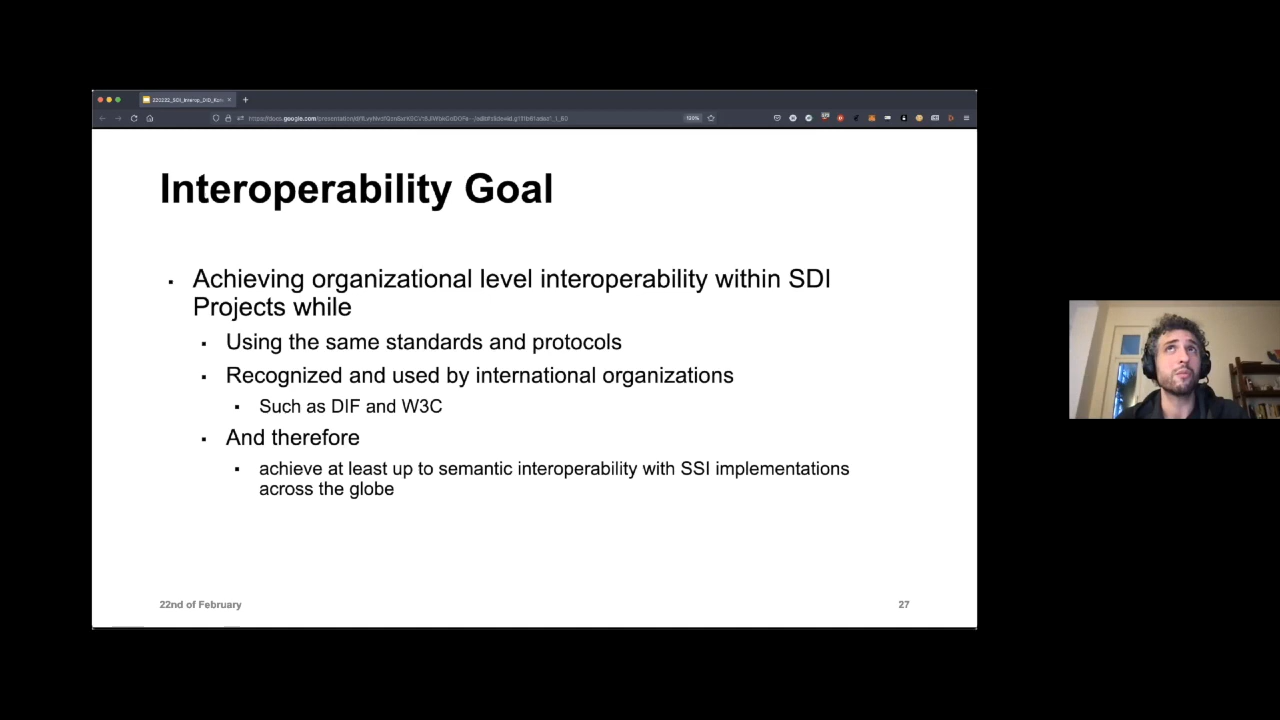 Interoperability Goal
Achieving organizational level interoperability within SDI
Projects while
Using the same standards and protocols
Recognized and used by international organizations
Such as DIF and W3C
And therefore
achieve at least up to semantic interoperability with SSI implementations
across the globe
22nd of February
27